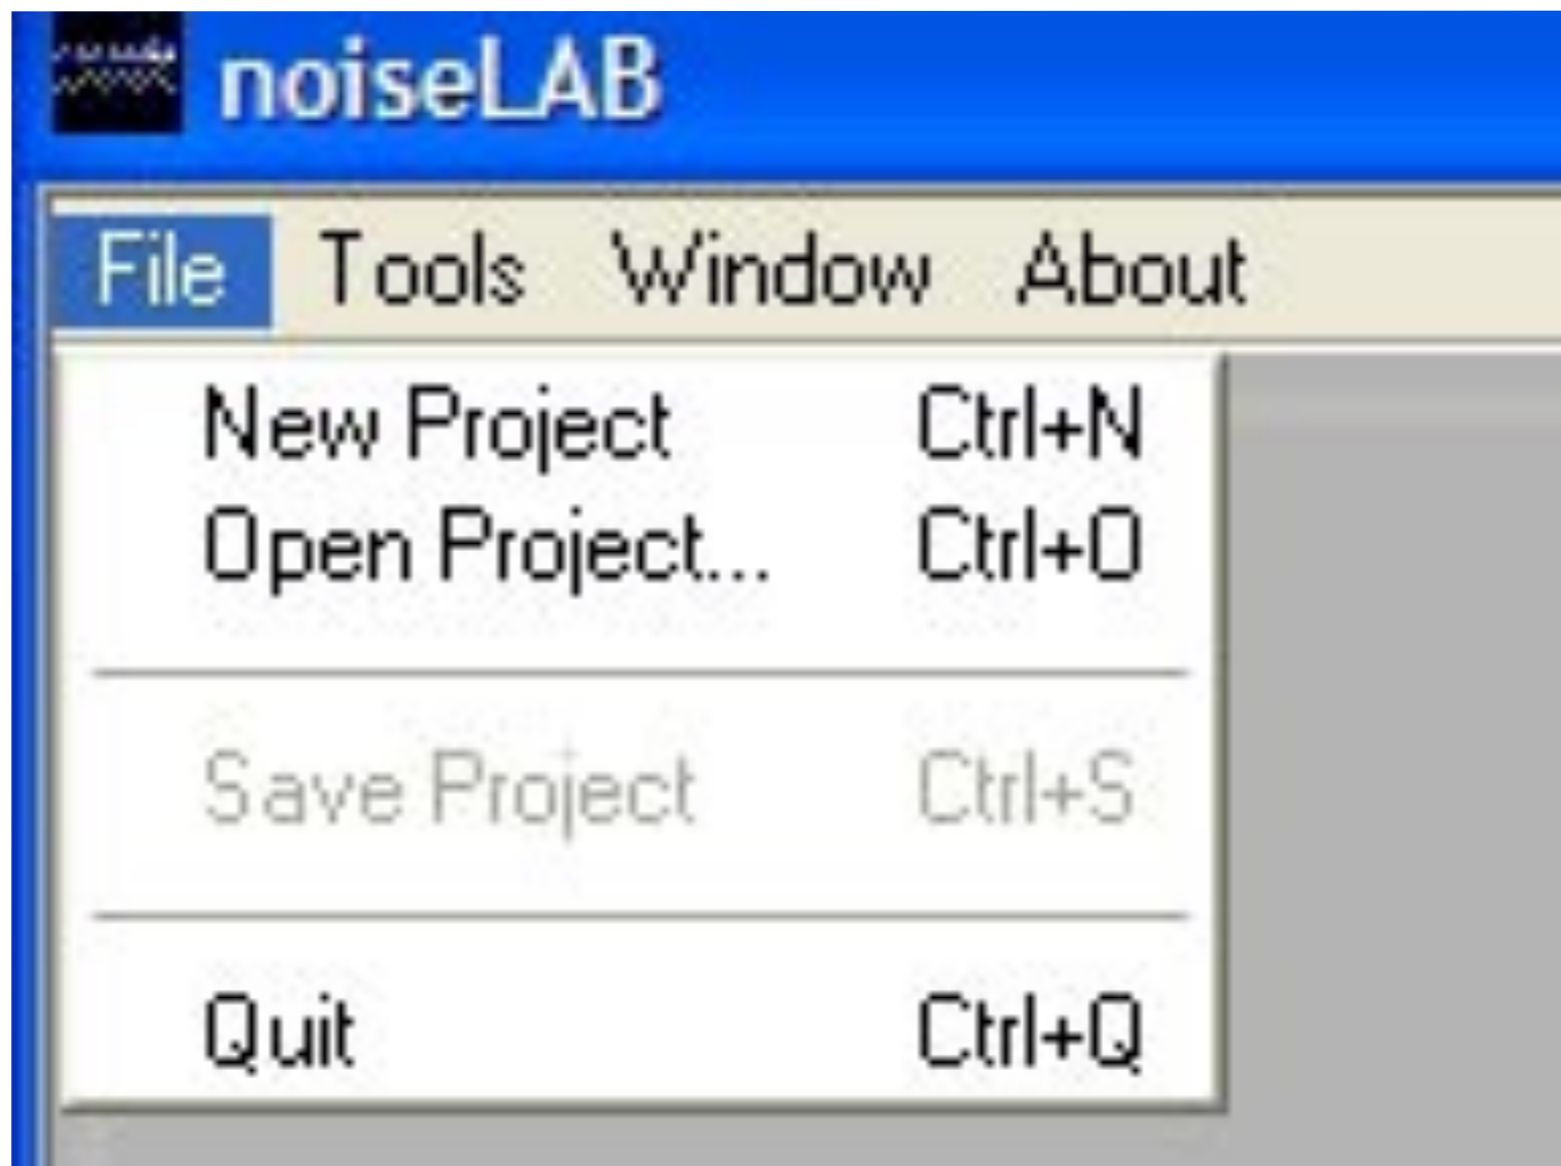 noiseLAB
File Tools Window About
New Project Ctrl+N
Open Project... Ctrl+O
Save Project Ctrl+S
Quit Ctrl+Q